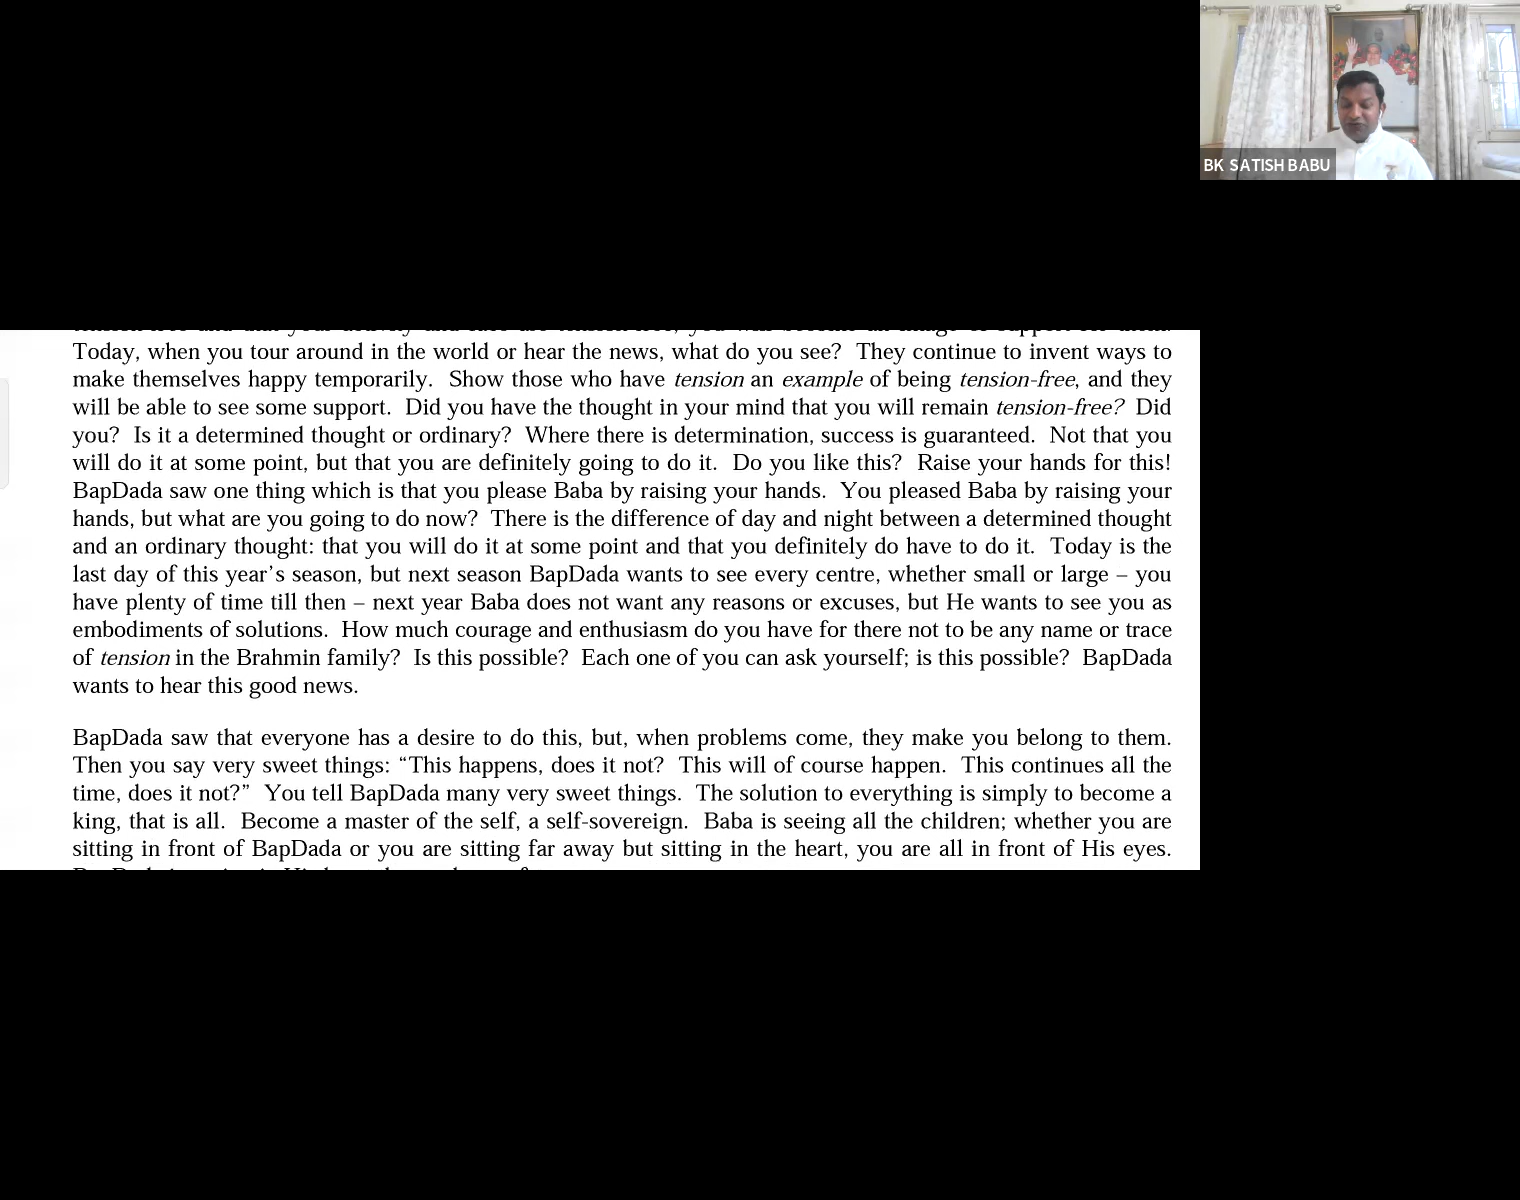 BK SATISH BABU
Today, when you tour around in the world or hear the news, what do you see? They continue to invent ways to
make themselves happy temporarily. Show those who have tension an example of being tension-free, and they
will be able to see some support. Did you have the thought in your mind that you will remain tension-free? Did
you? Is it a determined thought or ordinary? Where there is determination, success is guaranteed. Not that you
will do it at some point, but that you are definitely going to do it. Do you like this? Raise your hands for this!
BapDada saw one thing which is that you please Baba by raising your hands. You pleased Baba by raising your
hands, but what are you going to do now? There is the difference of day and night between a determined thought
and an ordinary thought: that you will do it at some point and that you definitely do have to do it. Today is the
last day of this year’s season, but next season BapDada wants to see every centre, whether small or large – you
have plenty of time till then – next year Baba does not want any reasons or excuses, but He wants to see you as
embodiments of solutions. How much courage and enthusiasm do you have for there not to be any name or trace
of tension in the Brahmin family? Is this possible? Each one of you can ask yourself; is this possible? BapDada
wants to hear this good news.
BapDada saw that everyone has a desire to do this, but, when problems come, they make you belong to them.
Then you say very sweet things: “This happens, does it not? This will of course happen. This continues all the
time, does it not?” You tell BapDada many very sweet things. The solution to everything is simply to become a
king, that is all. Become a master of the self, a self-sovereign. Baba is seeing all the children; whether you are
sitting in front of BapDada or you are sitting far away but sitting in the heart, you are all in front of His eyes.